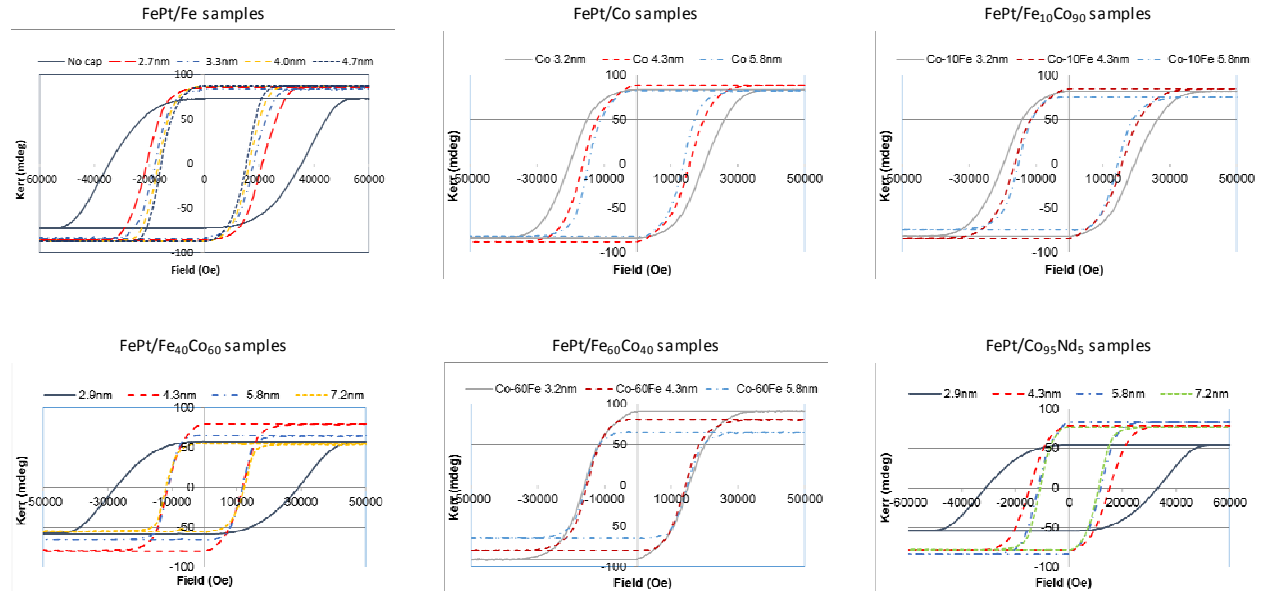 FePt/Fe samples
No cap 2.7nm 3.3nm 4.0nm 4.7nm
100
50
0
-50
-100
-60000 -40000 -20000 0 20000 40000 60000
Kerr (mdeg)
Field (Oe)
FePt/Co samples
Co 3.2nm Co 4.3nm Co 5.8nm
100
50
0
-50
-100
-50000 -30000 -10000 10000 30000 50000
Kerr (mdeg)
Field (Oe)
FePt/Fe₁₀Co₉₀ samples
Co-10Fe 3.2nm Co-10Fe 4.3nm Co-10Fe 5.8nm
100
50
0
-50
-100
-50000 -30000 -10000 10000 30000 50000
Kerr (mdeg)
Field (Oe)
FePt/Fe₄₀Co₆₀ samples
2.9nm 4.3nm 5.8nm 7.2nm
100
50
0
-50
-100
-50000 -30000 -10000 10000 30000 50000
Kerr (mdeg)
Field (Oe)
FePt/Fe₆₀Co₄₀ samples
Co-60Fe 3.2nm Co-60Fe 4.3nm Co-60Fe 5.8nm
100
50
0
50
-100
-50000 -30000 -10000 10000 30000 50000
Kerr (mdeg)
Field (Oe)
FePt/Co₉₅Nd₅ samples
2.9nm 4.3nm 5.8nm 7.2nm
100
50
0
-50
-100
-60000 -40000 -20000 0 20000 40000 60000
Kerr (mdeg)
Field (Oe)